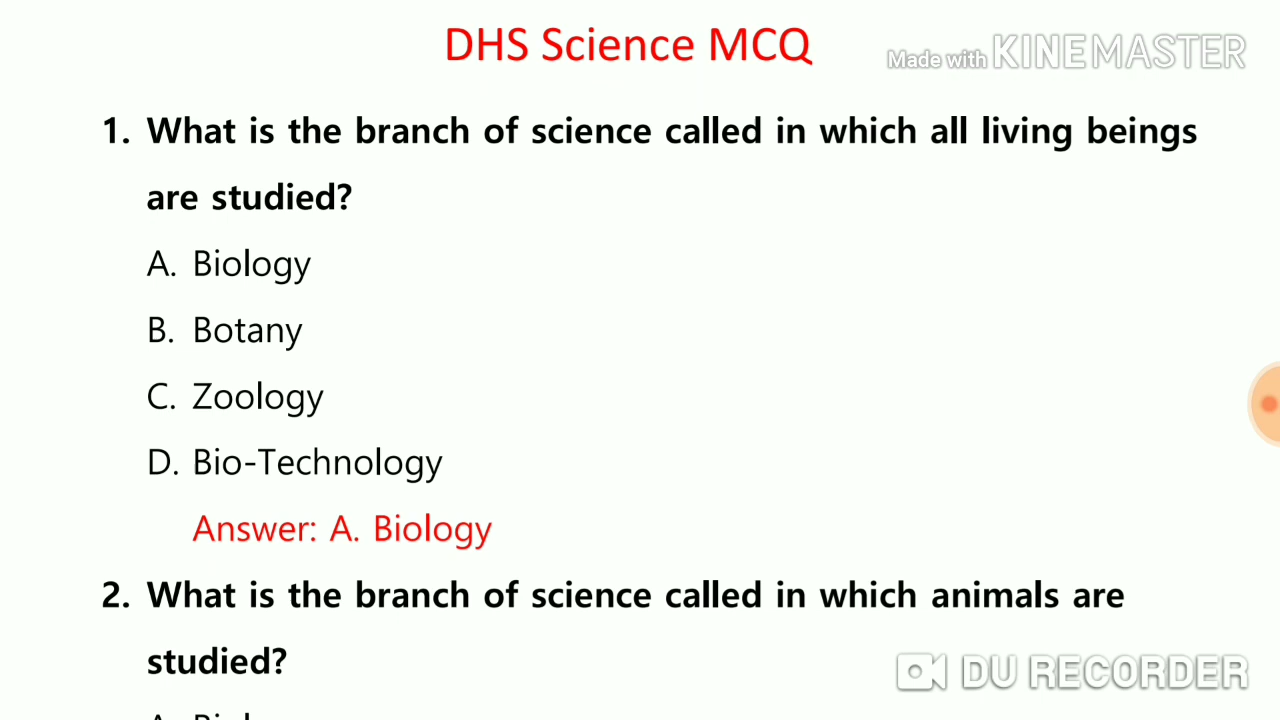 DHS Science MCQ
Made with KINEMASTER
1. What is the branch of science called in which all living beings
are studied?
A. Biology
B. Botany
C. Zoology
D. Bio-Technology
Answer: A. Biology
2. What is the branch of science called in which animals are
studied?
DU RECORDER